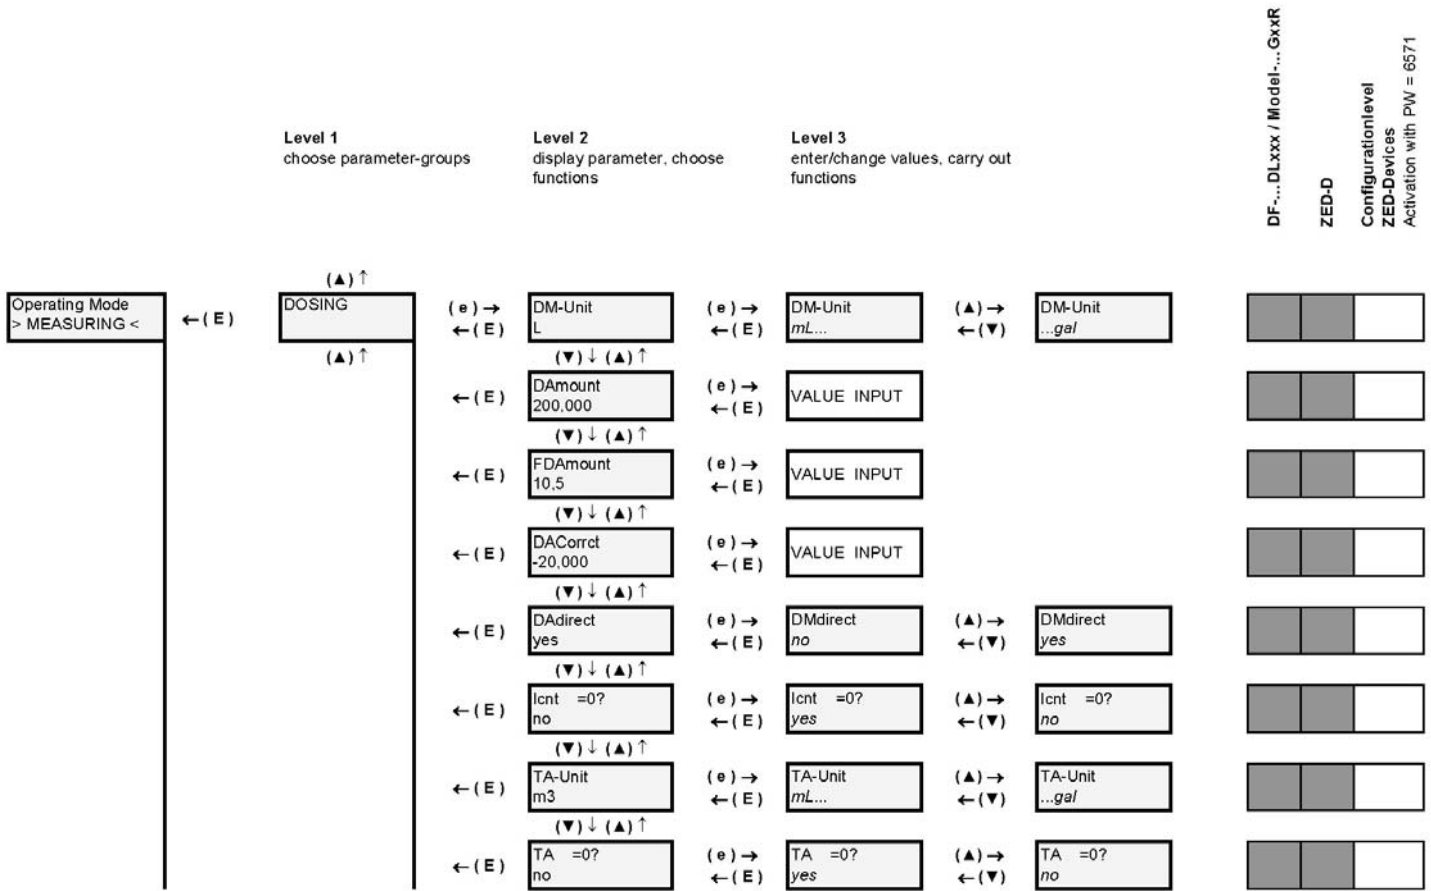 DF-...DLxxx / Model-...GxxR
ZED-D
Configurationlevel
ZED-Devices
Activation with PW = 6571
Level 1
choose parameter-groups
Level 2
display parameter, choose
functions
Level 3
enter/change values, carry out
functions
(▲) ↑
Operating Mode
> MEASURING <
← ( E )
DOSING
( e ) →
← ( E )
DM-Unit
L
( e ) →
← ( E )
DM-Unit
mL...
(▲) →
← (▼)
DM-Unit
...gal
(▲) ↑
(▼) ↓ (▲) ↑
← ( E )
DAmount
200,000
( e ) →
← ( E )
VALUE INPUT
(▼) ↓ (▲) ↑
← ( E )
FDAmount
10,5
( e ) →
← ( E )
VALUE INPUT
(▼) ↓ (▲) ↑
← ( E )
DACorrct
-20,000
( e ) →
← ( E )
VALUE INPUT
(▼) ↓ (▲) ↑
← ( E )
DAdirect
yes
( e ) →
← ( E )
DMdirect
no
(▲) →
← (▼)
DMdirect
yes
(▼) ↓ (▲) ↑
← ( E )
Icnt =0?
no
( e ) →
← ( E )
Icnt =0?
yes
(▲) →
← (▼)
Icnt =0?
no
(▼) ↓ (▲) ↑
← ( E )
TA-Unit
m3
( e ) →
← ( E )
TA-Unit
mL...
(▲) →
← (▼)
TA-Unit
...gal
(▼) ↓ (▲) ↑
← ( E )
TA =0?
no
( e ) →
← ( E )
TA =0?
yes
(▲) →
← (▼)
TA =0?
no